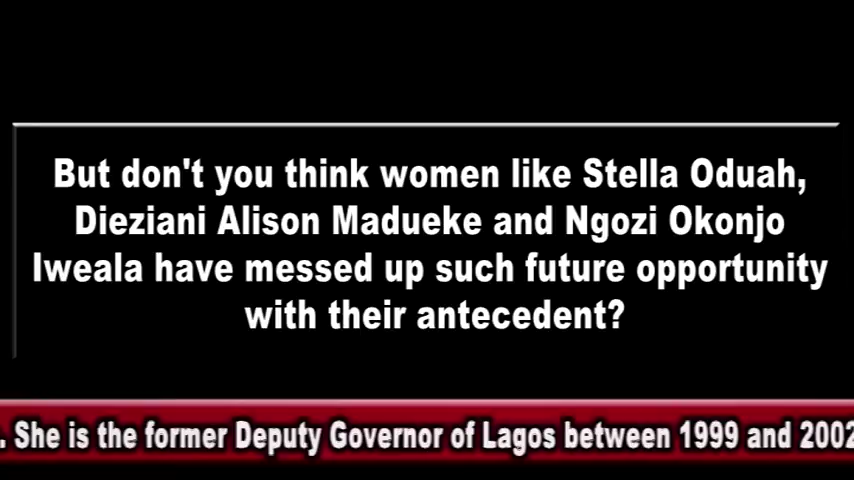 But don't you think women like Stella Oduah,
Dieziani Alison Madueke and Ngozi Okonjo
Iweala have messed up such future opportunity
with their antecedent?
. She is the former Deputy Governor of Lagos between 1999 and 2002